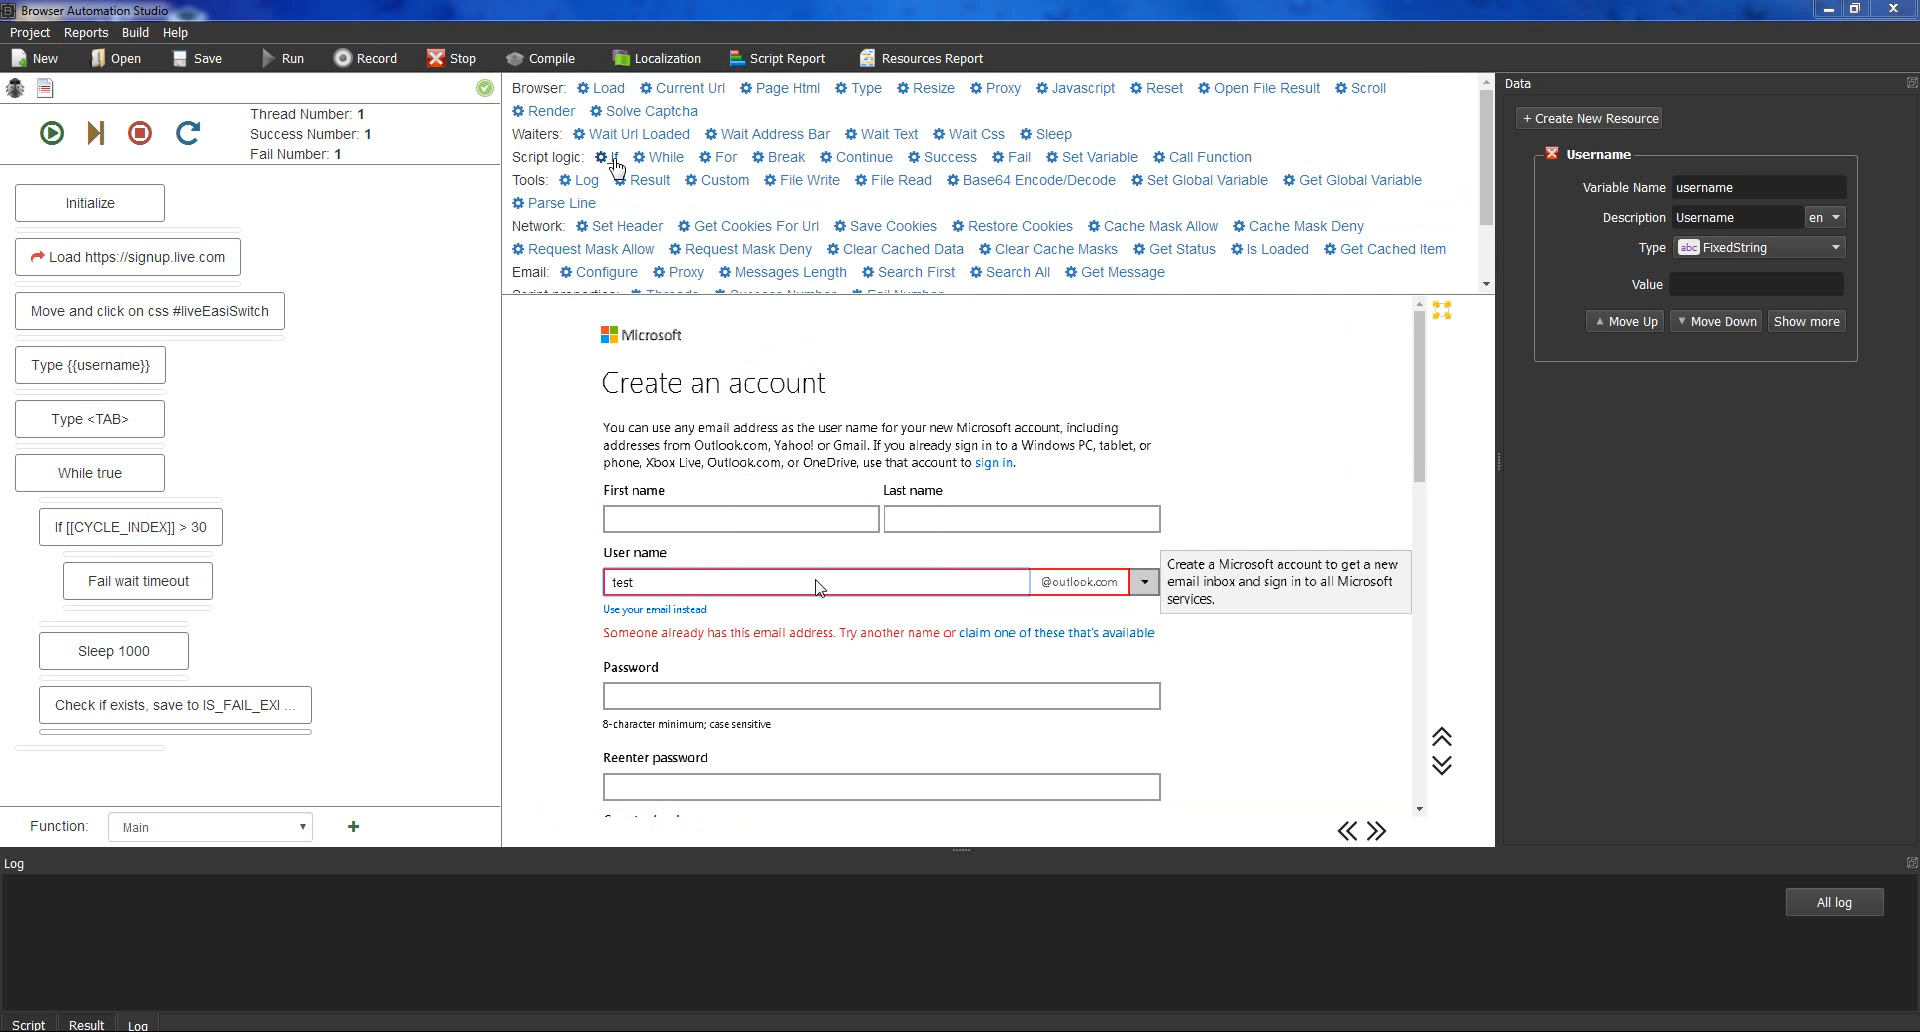 Browser Automation Studio
Project Reports Build Help
New Open Save Run Record Stop Compile Localization Script Report Resources Report
Thread Number: 1
Success Number: 1
Fail Number: 1
Initialize
Load https://signup.live.com
Move and click on css #liveEasiSwitch
Type {{username}}
Type <TAB>
While true
If [[CYCLE_INDEX]] > 30
Fail wait timeout
Sleep 1000
Check if exists, save to IS_FAIL_EXI ...
Function: Main
Browser: Load Current Url Page Html Type Resize Proxy Javascript Reset Open File Result Scroll
Render Solve Captcha
Waiters: Wait Url Loaded Wait Address Bar Wait Text Wait Css Sleep
Script logic: If While For Break Continue Success Fail Set Variable Call Function
Tools: Log Result Custom File Write File Read Base64 Encode/Decode Set Global Variable Get Global Variable
Parse Line
Network: Set Header Get Cookies For Url Save Cookies Restore Cookies Cache Mask Allow Cache Mask Deny
Request Mask Allow Request Mask Deny Clear Cached Data Clear Cache Masks Get Status Is Loaded Get Cached Item
Email: Configure Proxy Messages Length Search First Search All Get Message
Microsoft
Create an account
You can use any email address as the user name for your new Microsoft account, including
addresses from Outlook.com, Yahoo! or Gmail. If you already sign in to a Windows PC, tablet, or
phone, Xbox Live, Outlook.com, or OneDrive, use that account to sign in.
First name Last name
User name
test @outlook.com
Create a Microsoft account to get a new
email inbox and sign in to all Microsoft
services.
Use your email instead
Someone already has this email address. Try another name or claim one of these that's available
Password
8-character minimum; case sensitive
Reenter password
Data
+ Create New Resource
Username
Variable Name username
Description Username en
Type abc FixedString
Value
Move Up Move Down Show more
Log
All log
Script Result Log